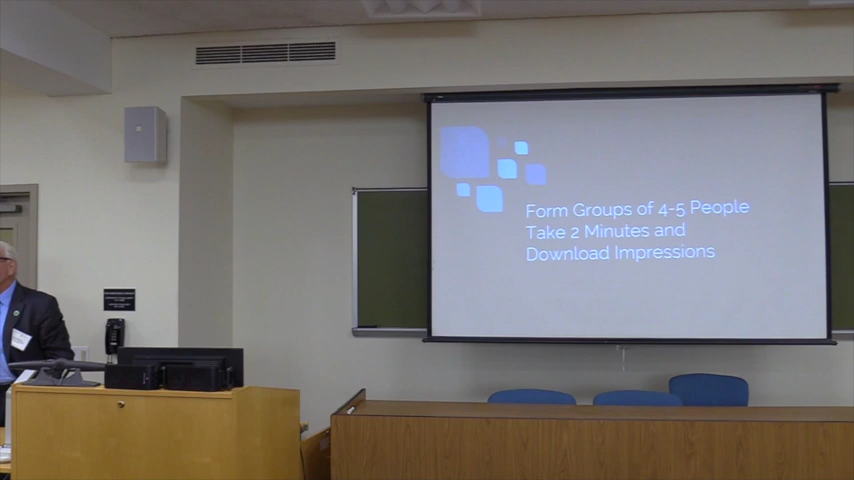 Form Groups of 4-5 People
Take 2 Minutes and
Download Impressions